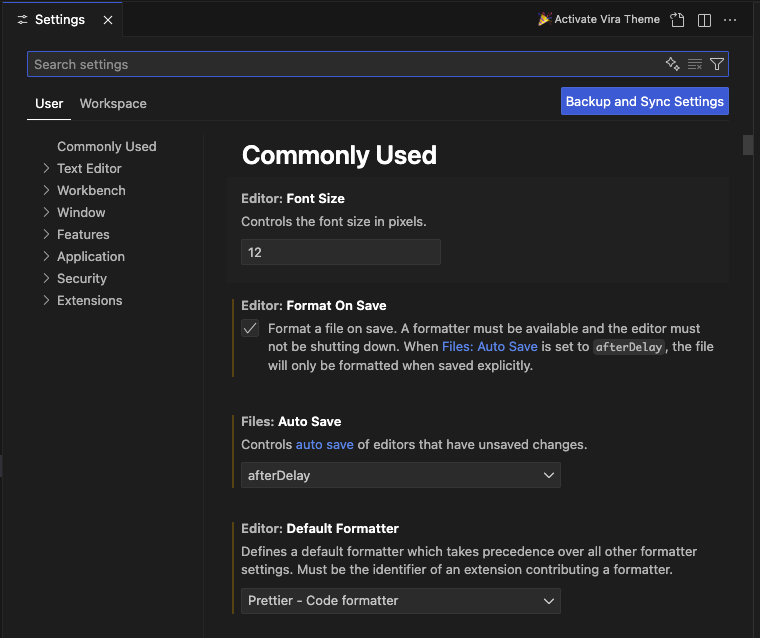 Settings
Activate Vira Theme
Search settings
User
Workspace
Backup and Sync Settings
Commonly Used
Text Editor
Workbench
Window
Features
Application
Security
Extensions
Commonly Used
Editor: Font Size
Controls the font size in pixels.
12
Editor: Format On Save
Format a file on save. A formatter must be available and the editor must
not be shutting down. When Files: Auto Save is set to afterDelay, the file
will only be formatted when saved explicitly.
Files: Auto Save
Controls auto save of editors that have unsaved changes.
afterDelay
Editor: Default Formatter
Defines a default formatter which takes precedence over all other formatter
settings. Must be the identifier of an extension contributing a formatter.
Prettier - Code formatter